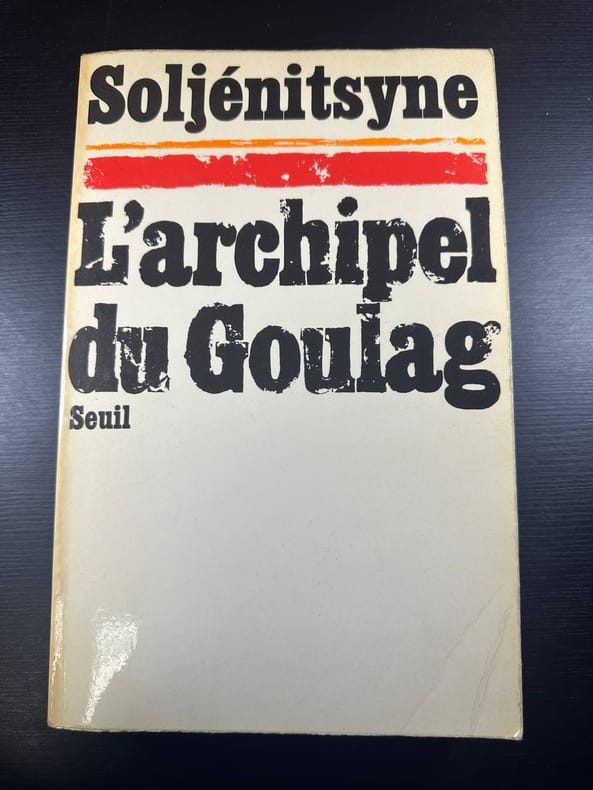 Soljénitsyne
L'archipel
du Goulag
Seuil